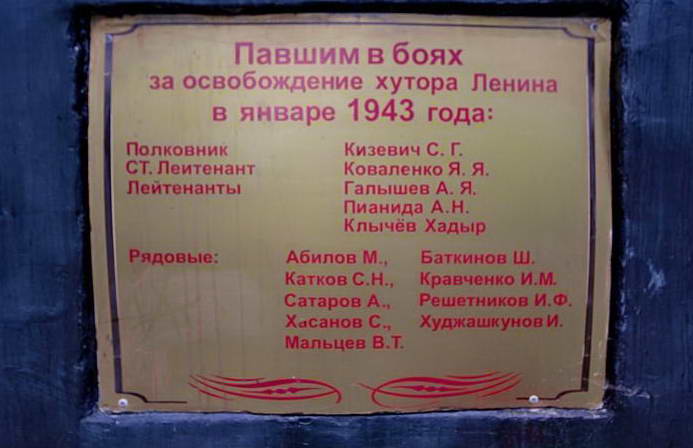 Павшим в боях
за освобождение хутора Ленина
в январе 1943 года:
Полковник Кизевич С. Г.
СТ. Леитенант Коваленко Я. Я.
Лейтенанты Галышев А. Я.
Пианида А.Н.
Клычёв Хадыр
Рядовые: Абилов М., Баткинов Ш.
Катков С.Н., Кравченко И.М.
Сатаров А., Решетников И.Ф.
Хасанов С., Худжашкунов И.
Мальцев В.Т.